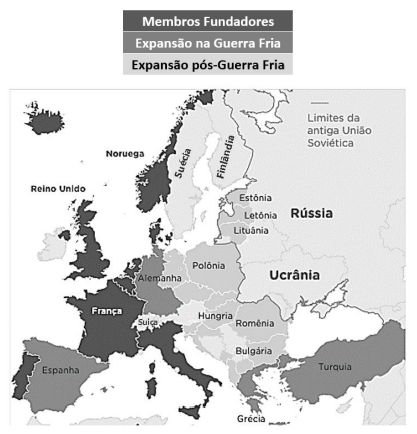 Membros Fundadores
Expansão na Guerra Fria
Expansão pós-Guerra Fria
Limites da
antiga União
Soviética
Noruega
Suécia
Finlândia
Reino Unido
Estônia
Letônia
Lituânia
Rússia
Polônia
Alemanha
Ucrânia
França
Suiça
Hungria
Romênia
Bulgária
Espanha
Turquia
Grécia